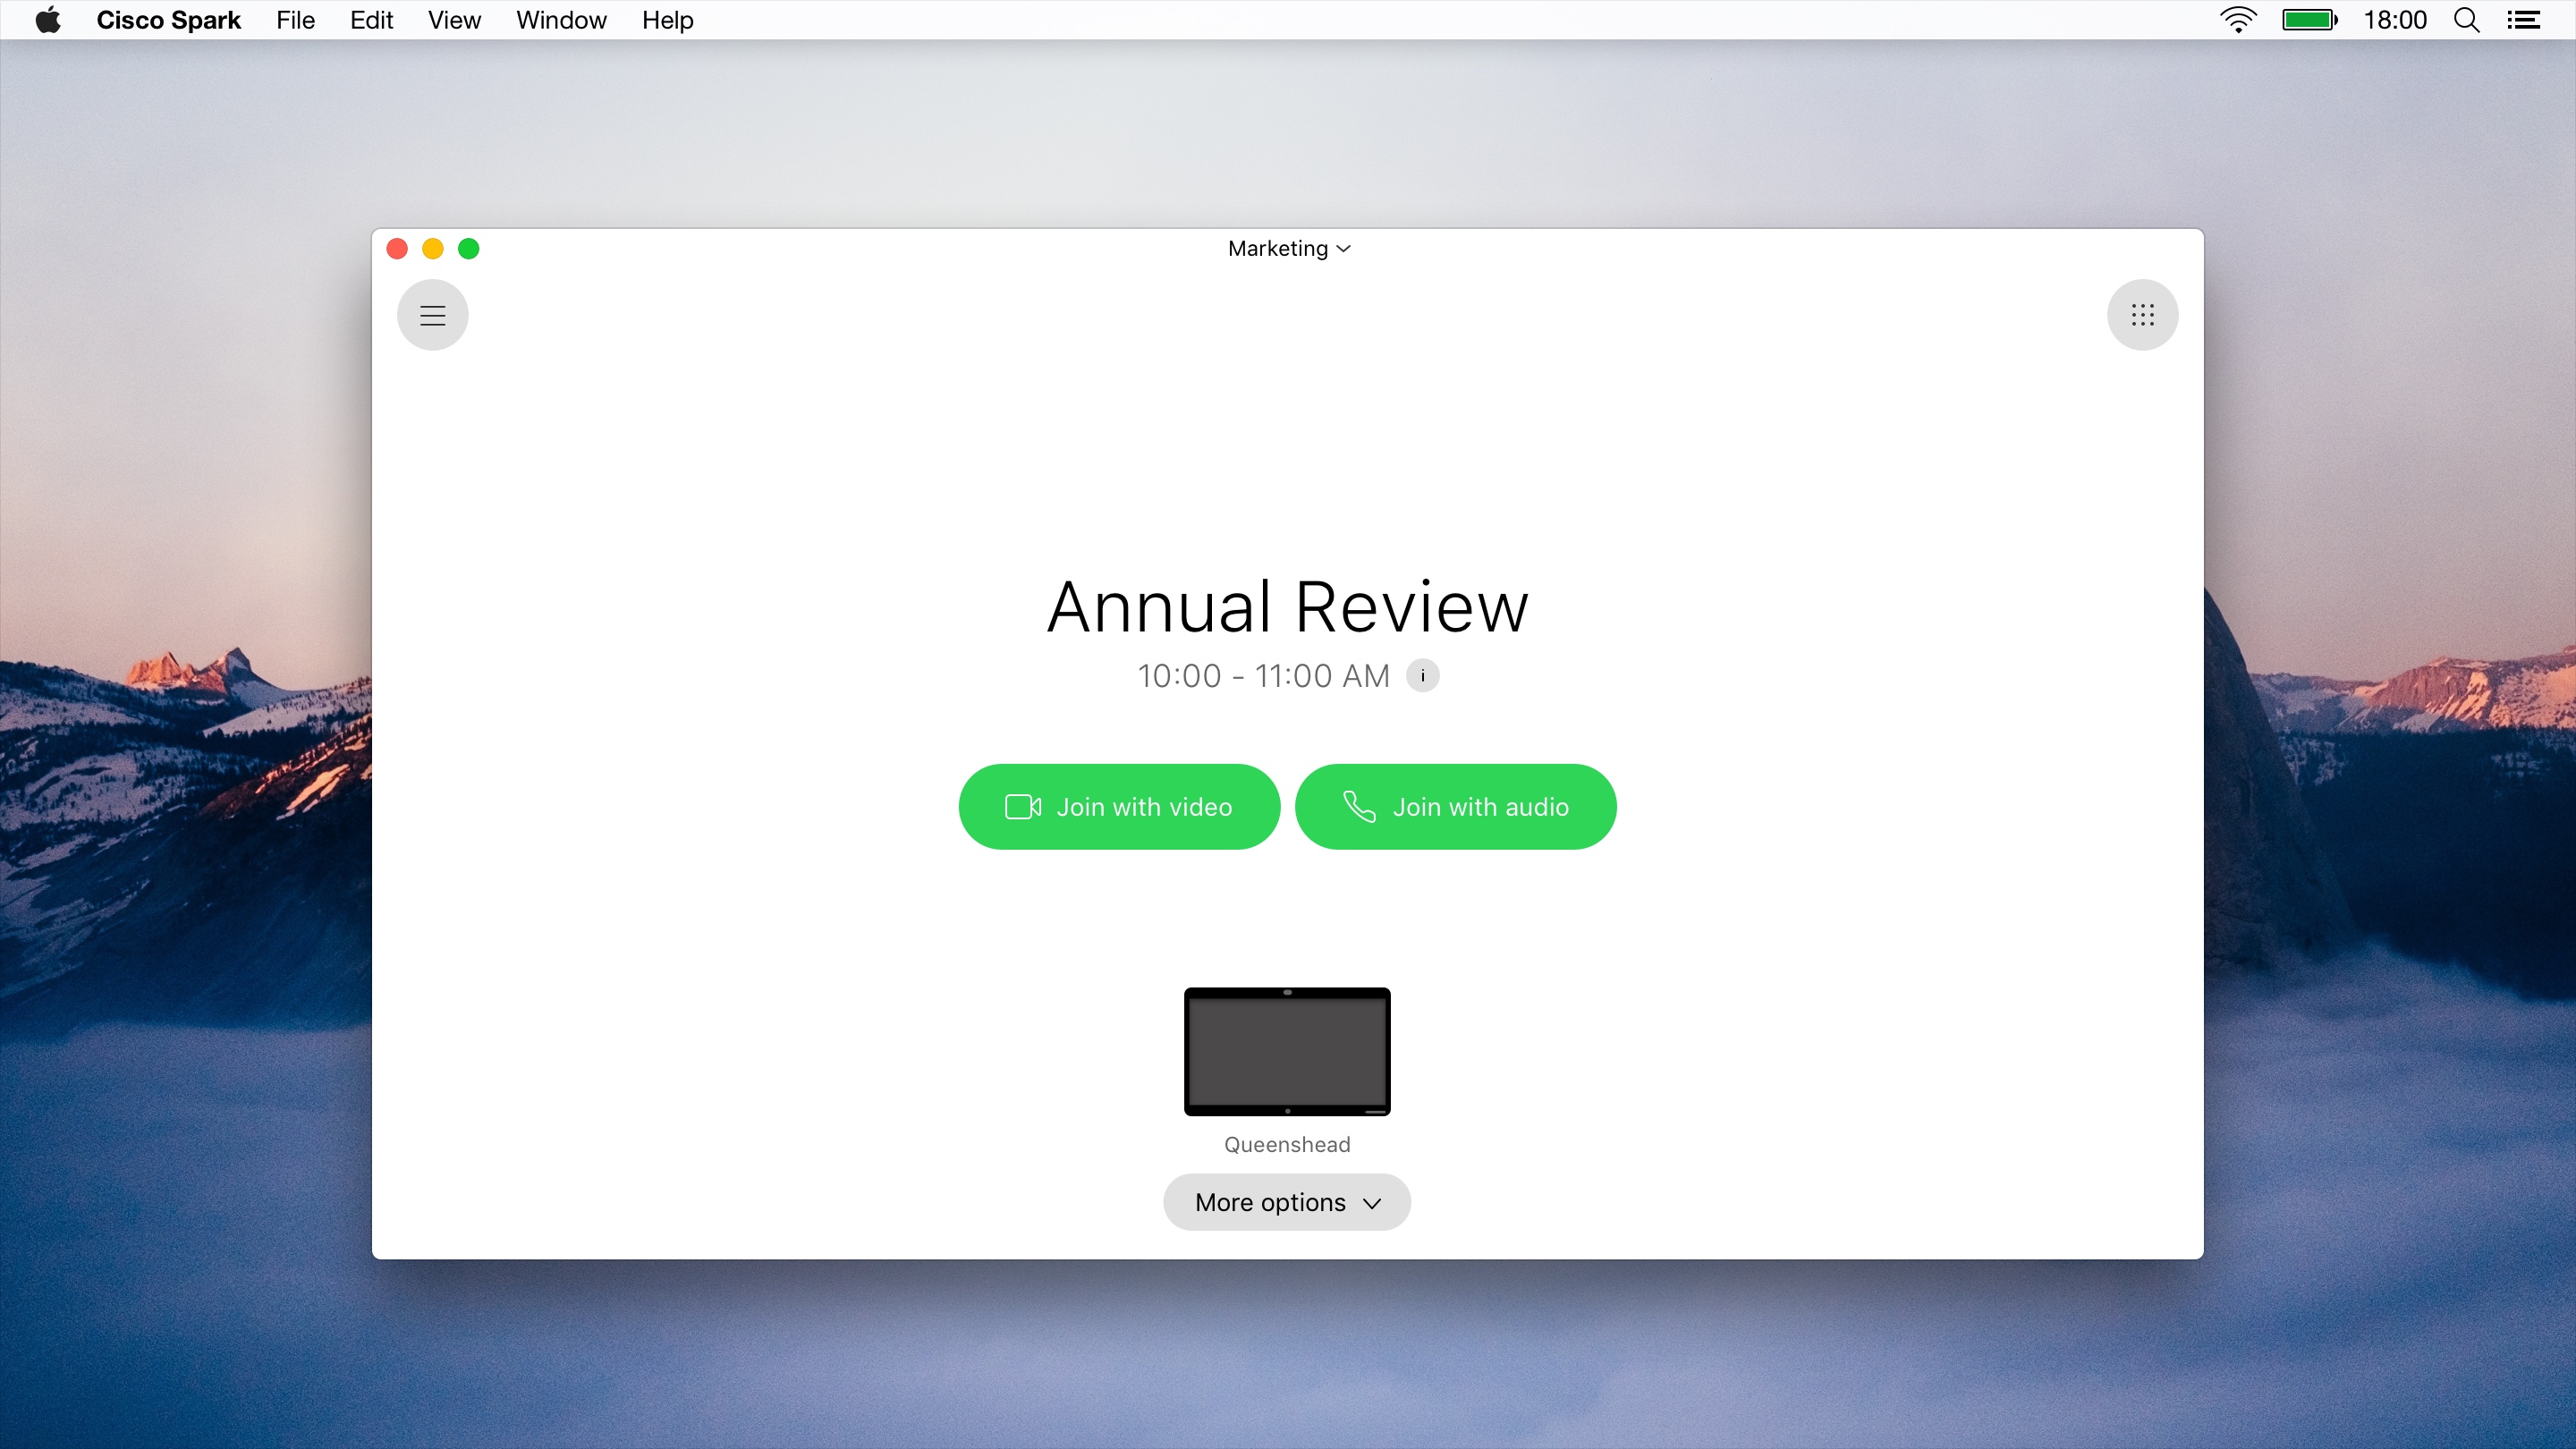 Cisco Spark File Edit View Window Help 18:00
Marketing
Annual Review
10:00 - 11:00 AM i
Join with video Join with audio
Queenshead
More options